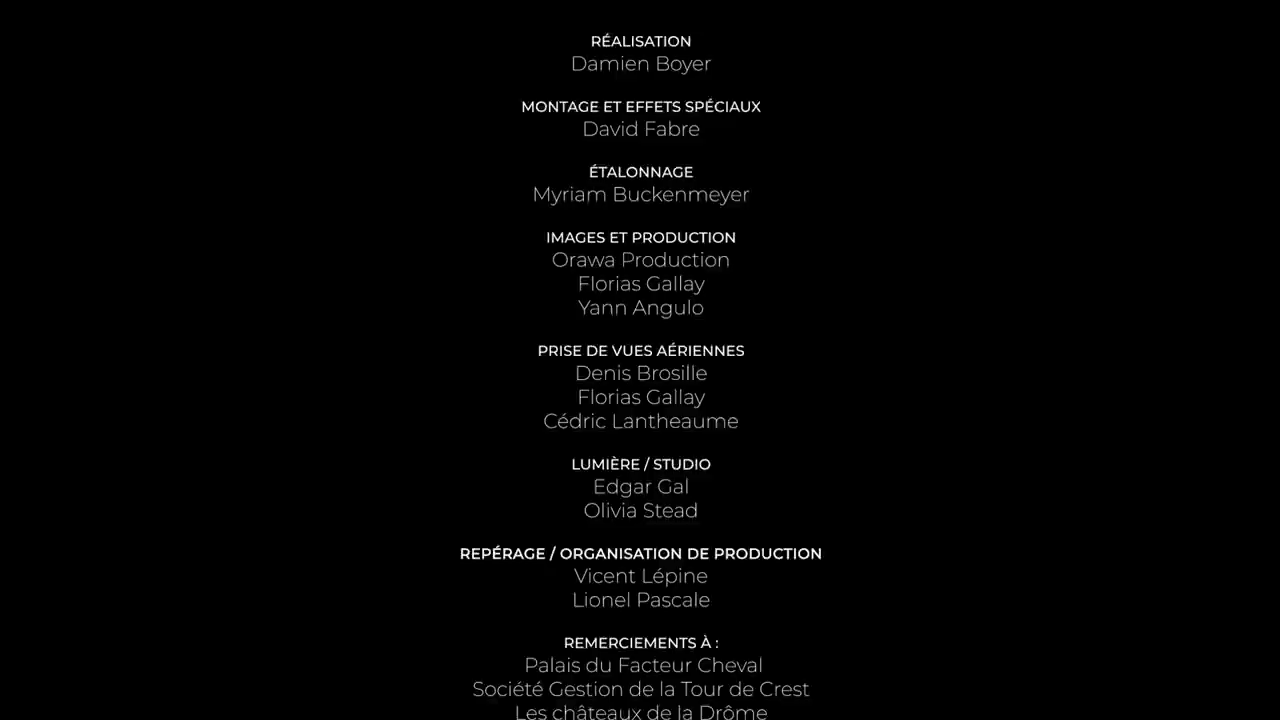 RÉALISATION
Damien Boyer
MONTAGE ET EFFETS SPÉCIAUX
David Fabre
ÉTALONNAGE
Myriam Buckenmeyer
IMAGES ET PRODUCTION
Orawa Production
Florias Gallay
Yann Angulo
PRISE DE VUES AÉRIENNES
Denis Brosille
Florias Gallay
Cédric Lantheaume
LUMIÈRE / STUDIO
Edgar Gal
Olivia Stead
REPÉRAGE / ORGANISATION DE PRODUCTION
Vicent Lépine
Lionel Pascale
REMERCIEMENTS À :
Palais du Facteur Cheval
Société Gestion de la Tour de Crest
Les châteaux de la Drôme